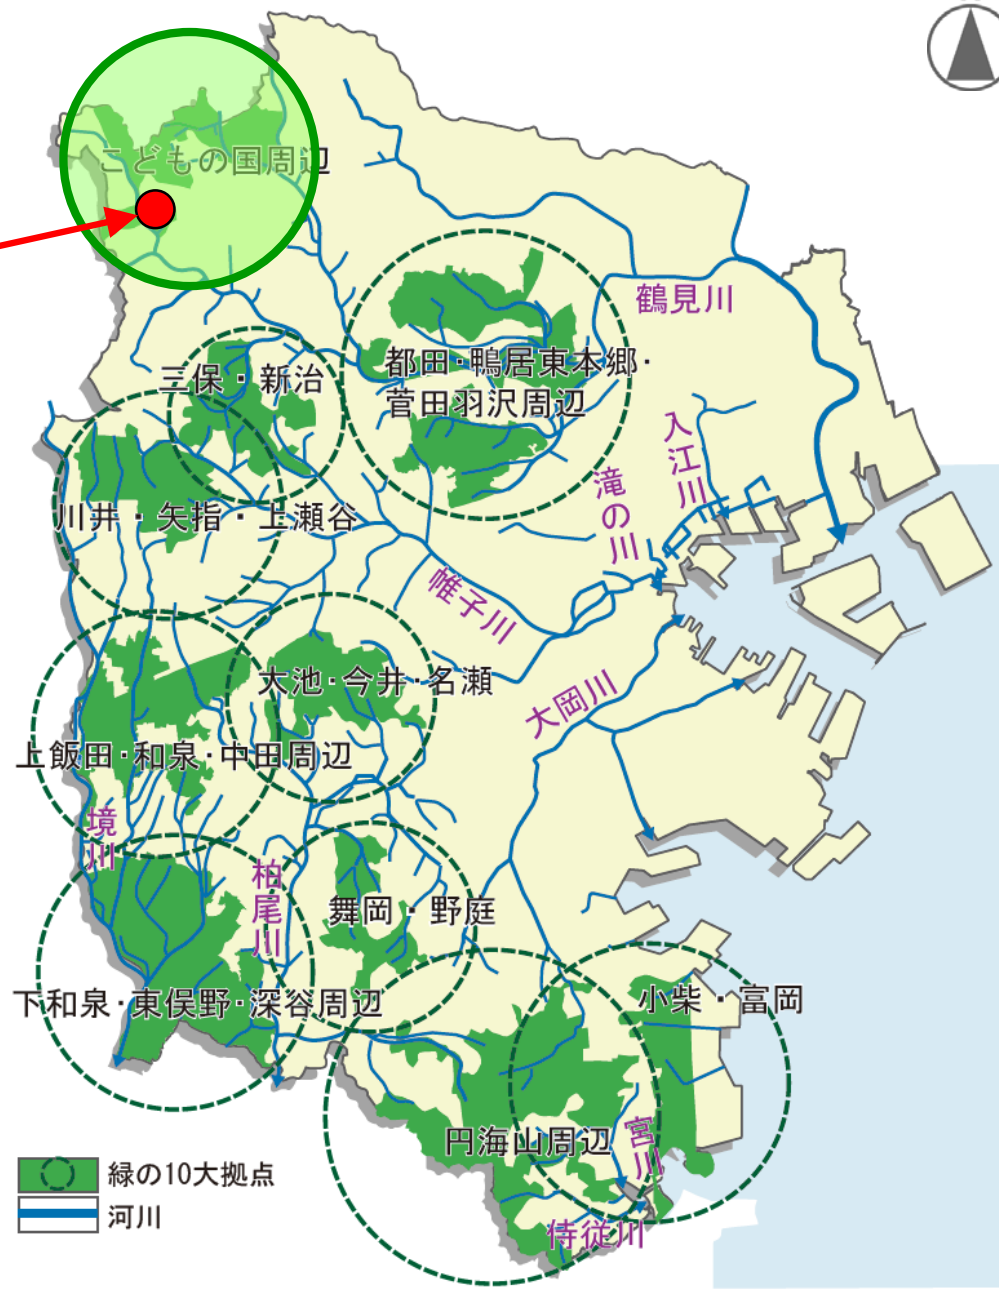 こどもの国周辺
鶴見川
都田・鴨居東本郷・
菅田羽沢周辺
三保・新治
入江川
滝の川
川井・矢指・上瀬谷
帷子川
大池・今井・名瀬
大岡川
上飯田・和泉・中田周辺
境川
柏尾川
舞岡・野庭
下和泉・東俣野・深谷周辺
小柴・富岡
円海山周辺
宮川
侍従川
緑の10大拠点
河川